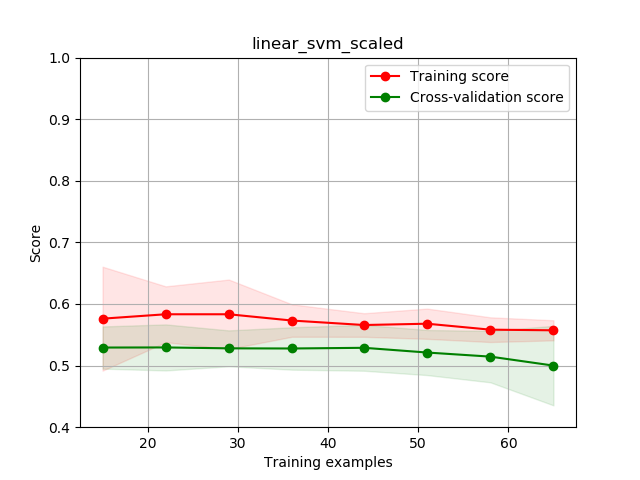 linear_svm_scaled
1.0
0.9
0.8
0.7
0.6
0.5
0.4
Score
Training score
Cross-validation score
20 30 40 50 60
Training examples